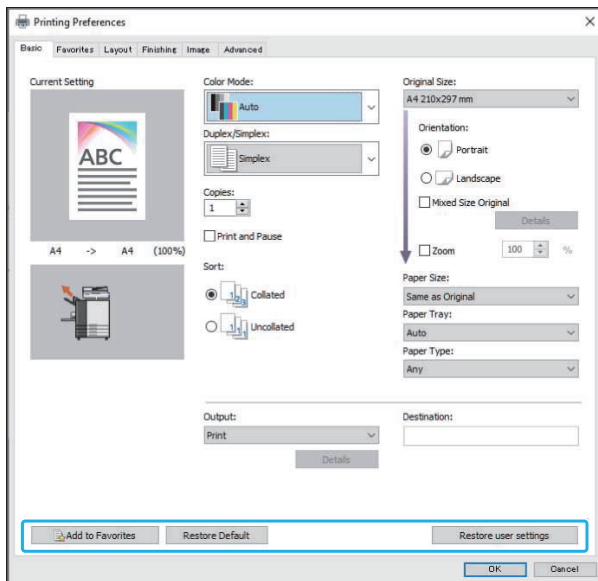 Printing Preferences
Basic Favorites Layout Finishing Image Advanced
Current Setting
ABC
A4 -> A4 (100%)
Color Mode:
Auto
Duplex/Simplex:
Simplex
Copies:
1
Print and Pause
Sort:
Collated
Uncollated
Original Size:
A4 210x297 mm
Orientation:
Portrait
Landscape
Mixed Size Original
Details
Zoom 100 %
Paper Size:
Same as Original
Paper Tray:
Auto
Paper Type:
Any
Output:
Print
Details
Destination:
Add to Favorites Restore Default Restore user settings
OK Cancel